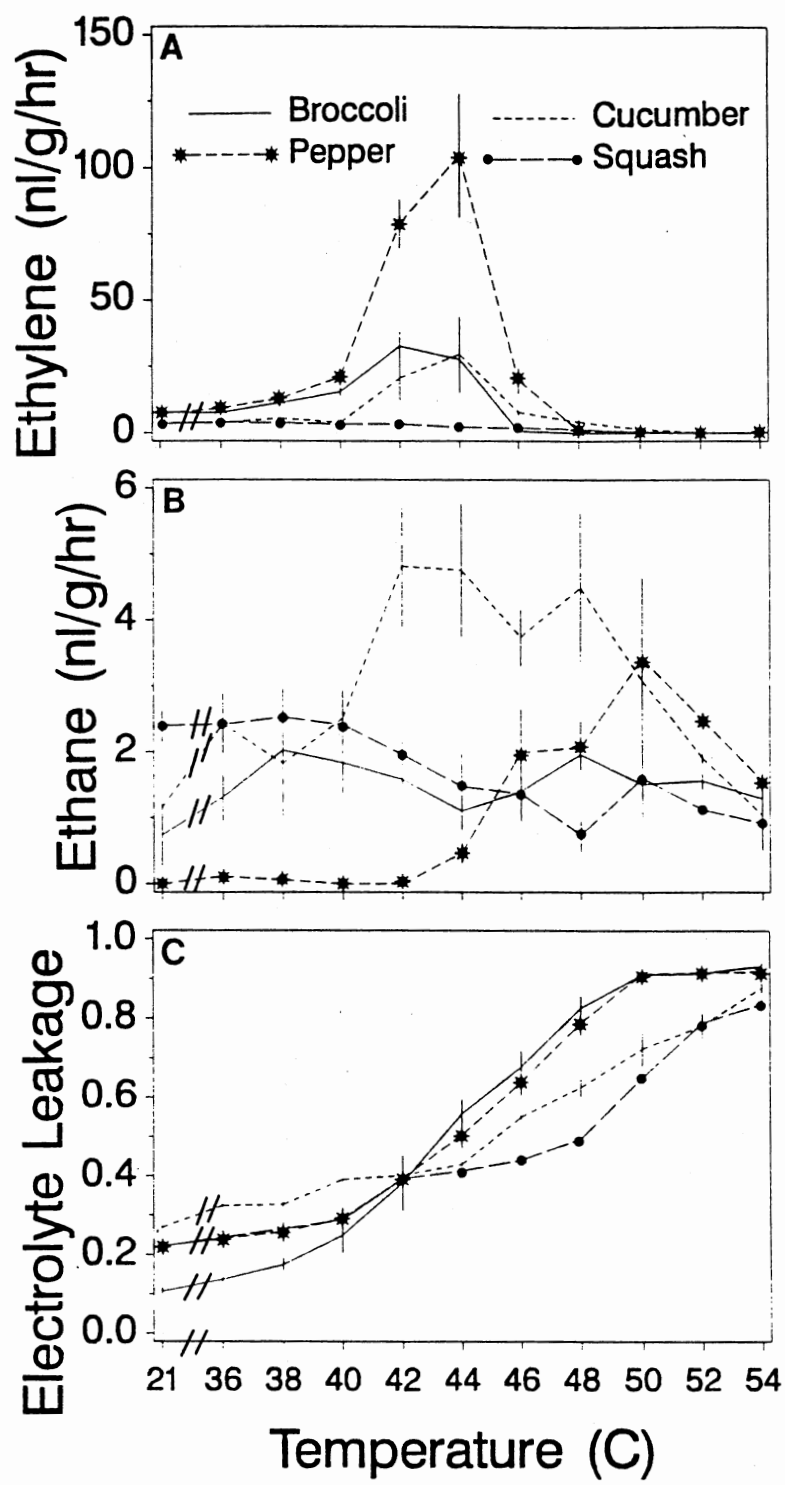 A
Ethylene (nl/g/hr)
150
100
50
0
Broccoli
Cucumber
Pepper
Squash
B
Ethane (nl/g/hr)
6
4
2
0
C
Electrolyte Leakage
1.0
0.8
0.6
0.4
0.2
0.0
21 36 38 40 42 44 46 48 50 52 54
Temperature (C)